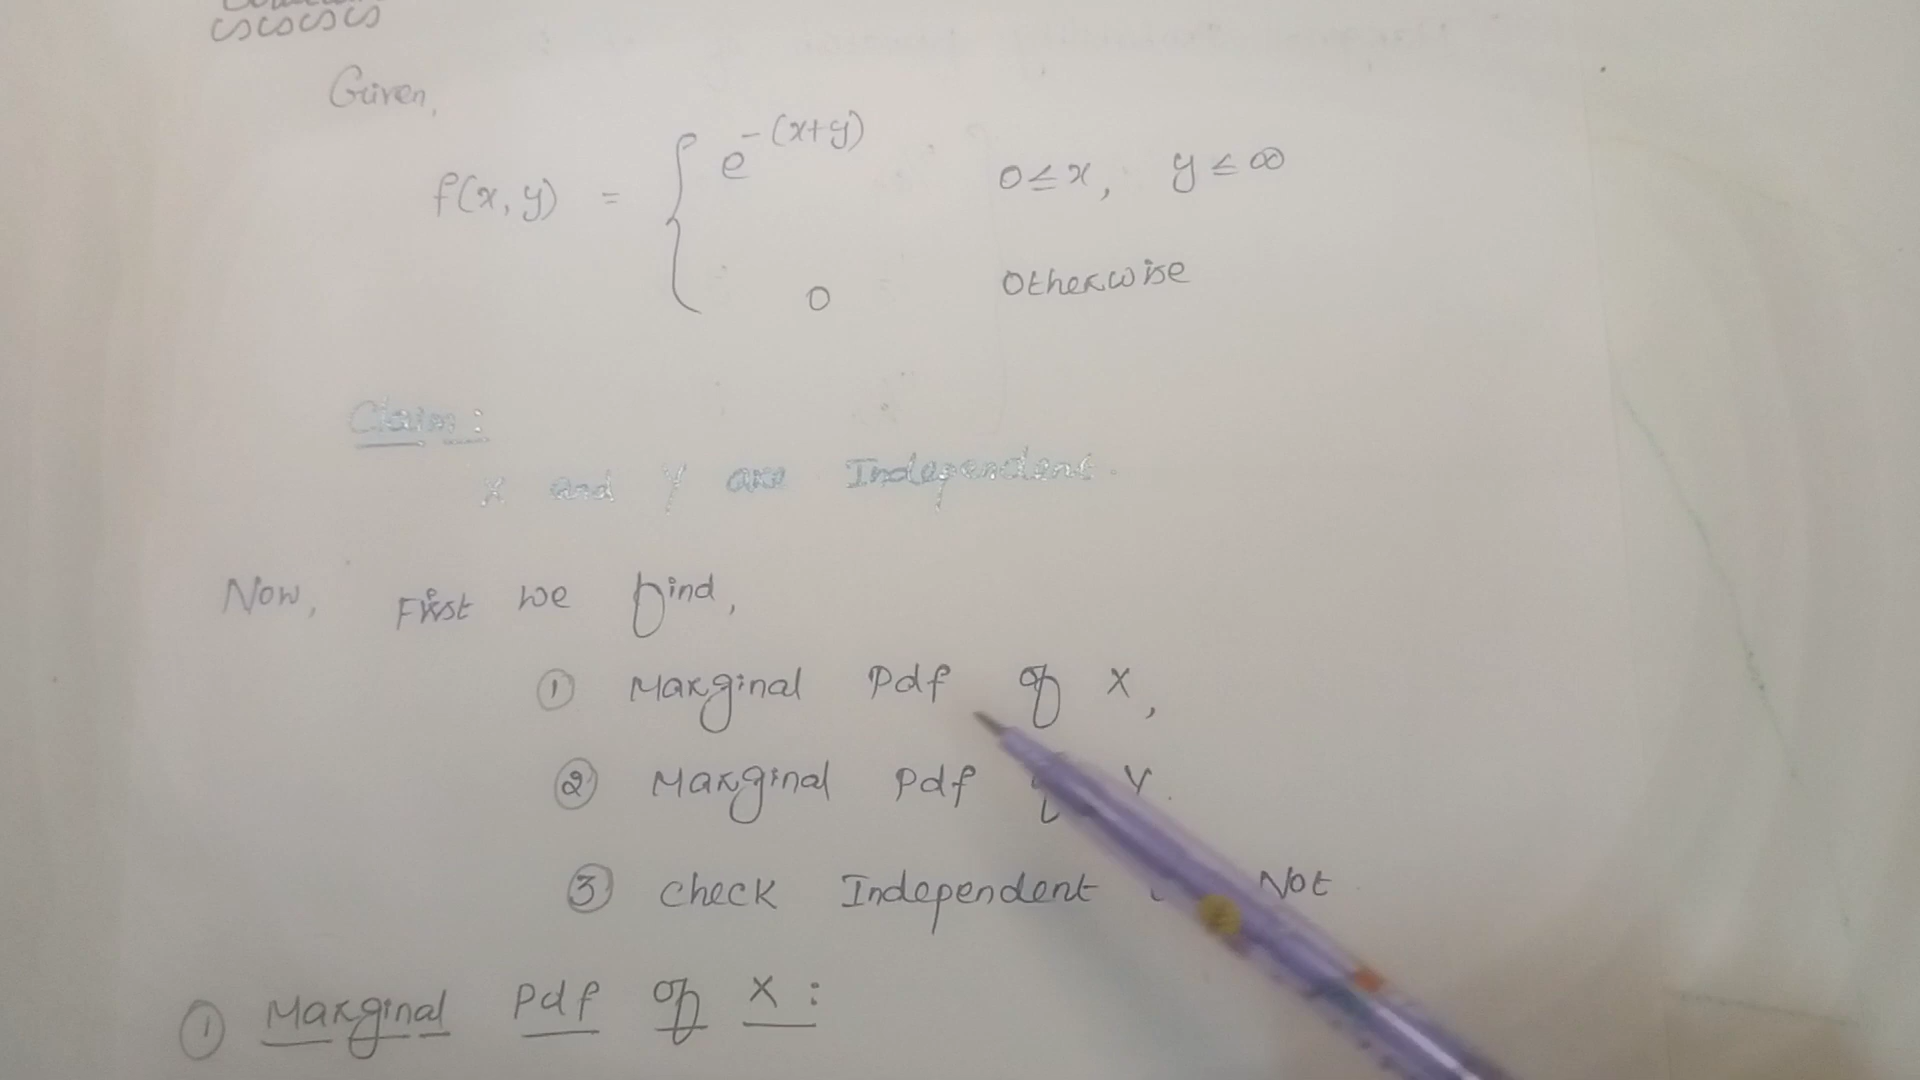 Given,
f(x, y) = { e^-(x+y) 0≤x, y≤∞
0 Otherwise
Claim:
X and Y are Independent.
Now, First we find,
① Marginal Pdf of X,
② Marginal Pdf Y.
③ Check Independent Not
① Marginal Pdf of X: